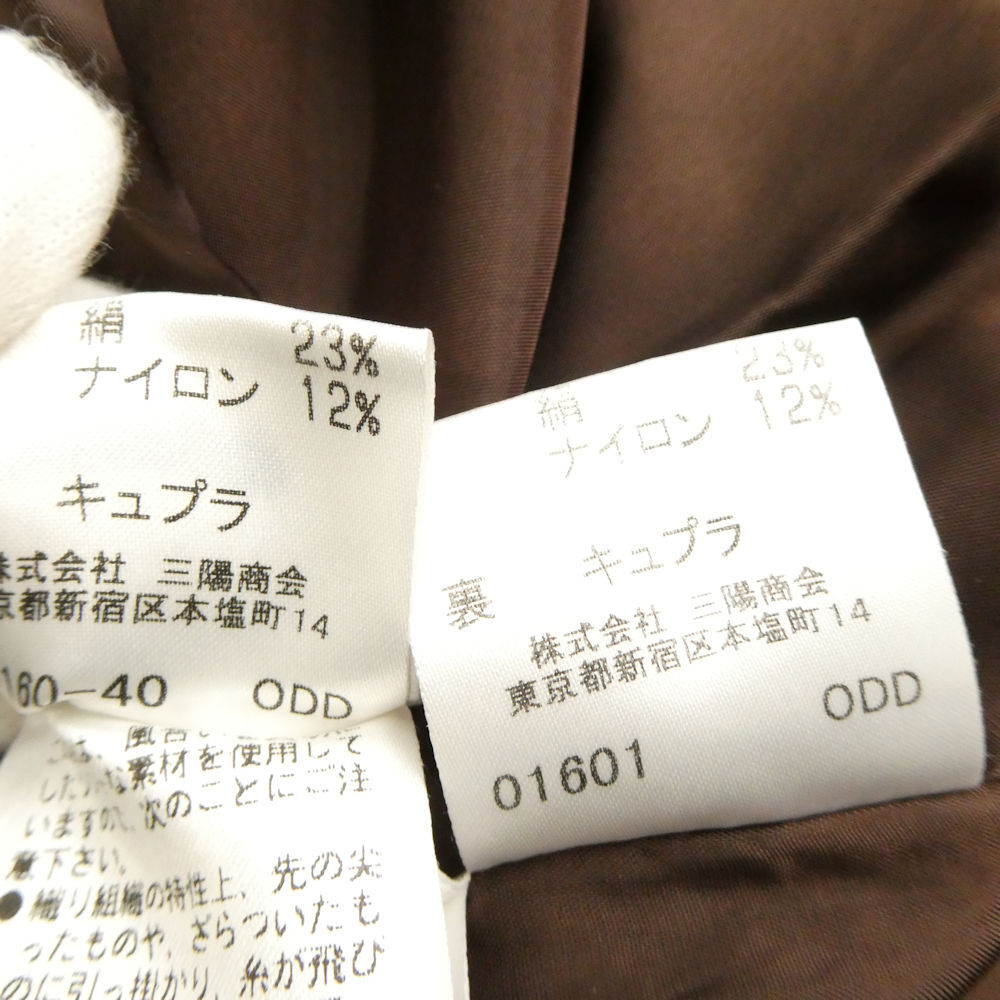 絹 23%
ナイロン 12%
キュプラ
株式会社 三陽商会
京都新宿区本塩町14
160-40 ODD
風合
素材を使用して
した 次のことにご注
いますので、
意下さい。
●織り組織の特性上、先の尖
ったものや、ざらついたも
のに引っ掛かり、糸が飛び
絹 23%
ナイロン 12%
裏 キュプラ
株式会社 三陽商会
東京都新宿区本塩町14
ODD
01601